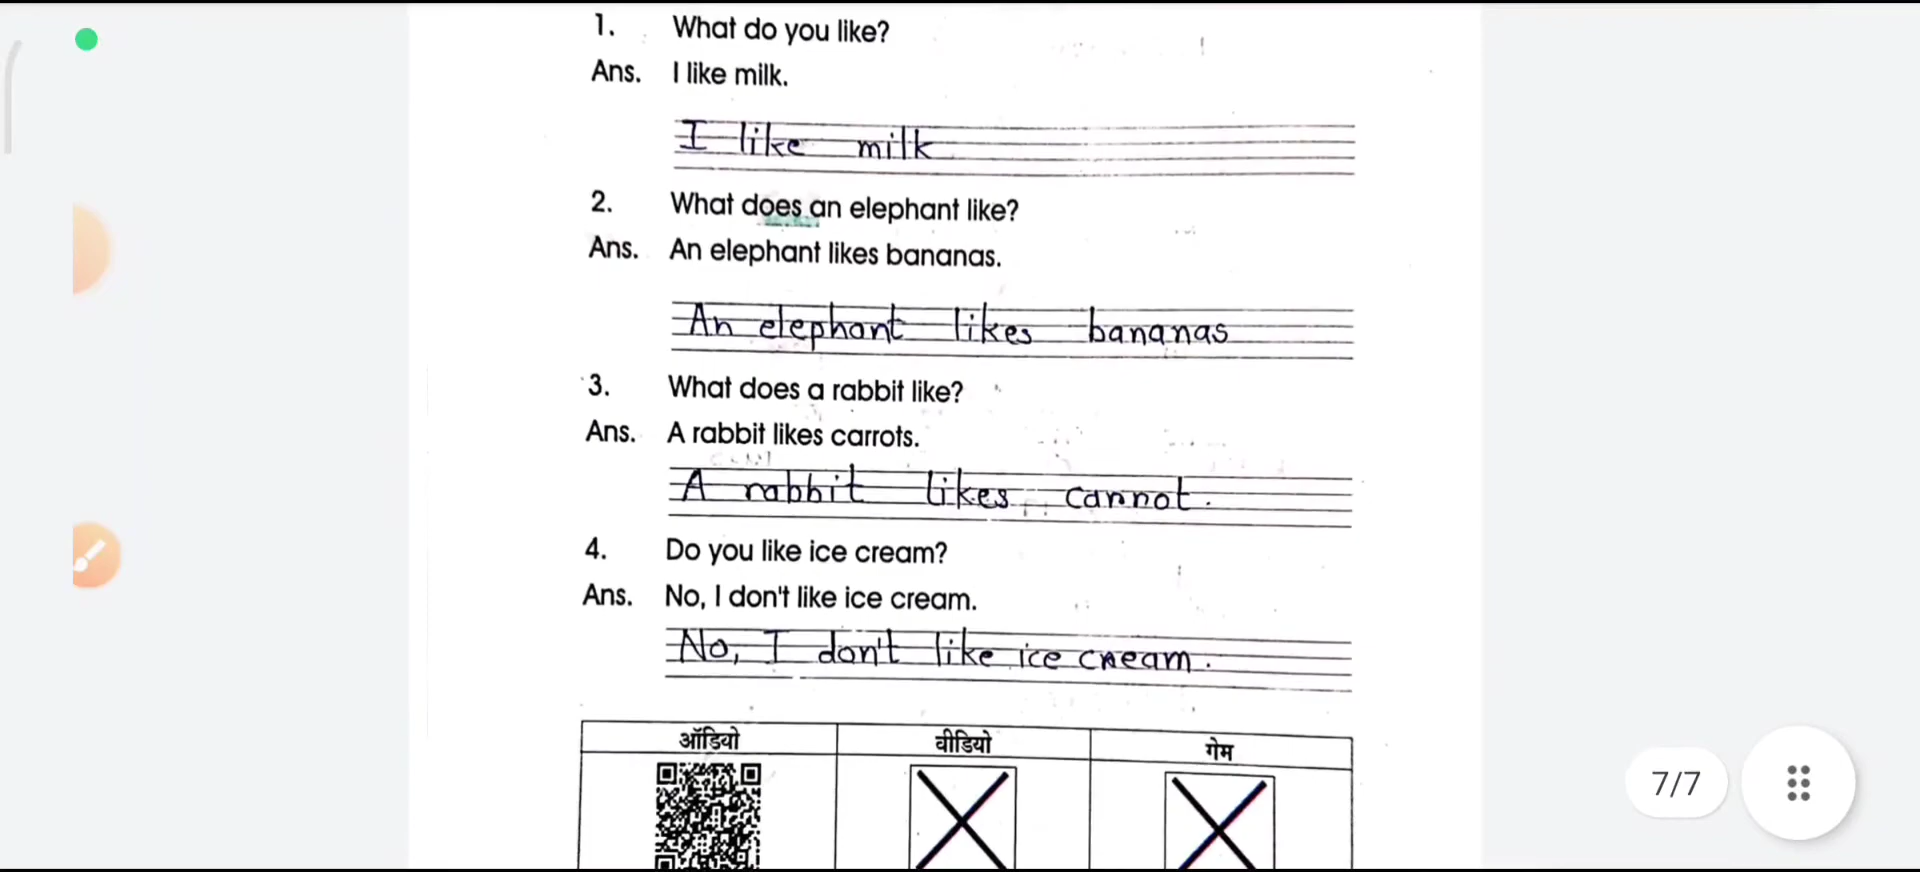 1. What do you like?
Ans. I like milk.
I like milk
2. What does an elephant like?
Ans. An elephant likes bananas.
An elephant likes bananas
3. What does a rabbit like?
Ans. A rabbit likes carrots.
A rabbit likes carrot.
4. Do you like ice cream?
Ans. No, I don't like ice cream.
No, I don't like ice cream.
ऑडियो वीडियो गेम
7/7